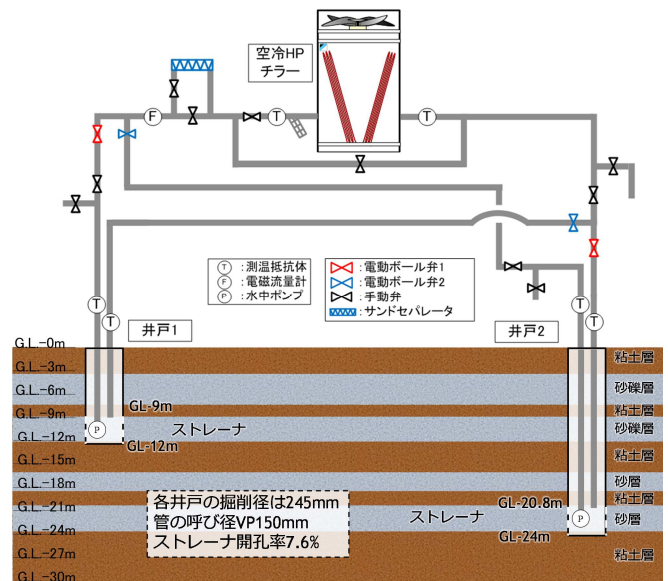 空冷HP
チラー
F
T
T
T
T
T
T
T
:測温抵抗体
F
:電磁流量計
P
:水中ポンプ
:電動ボール弁1
:電動ボール弁2
:手動弁
:サンドセパレータ
井戸1
井戸2
G.L.-0m
G.L.-3m
G.L.-6m
G.L.-9m
G.L.-12m
G.L.-15m
G.L.-18m
G.L.-21m
G.L.-24m
G.L.-27m
G.L.-30m
GL-9m
ストレーナ
P
GL-12m
各井戸の掘削径は245mm
管の呼び径VP150mm
ストレーナ開孔率7.6%
GL-20.8m
ストレーナ
P
GL-24m
粘土層
砂礫層
粘土層
砂礫層
粘土層
砂層
粘土層
砂層
粘土層